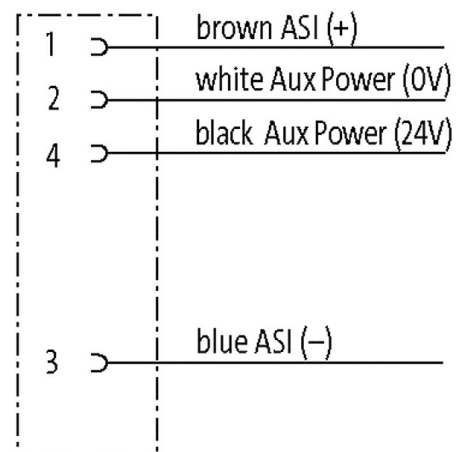 1 brown ASI (+)
2 white Aux Power (0V)
4 black Aux Power (24V)
3 blue ASI (–)